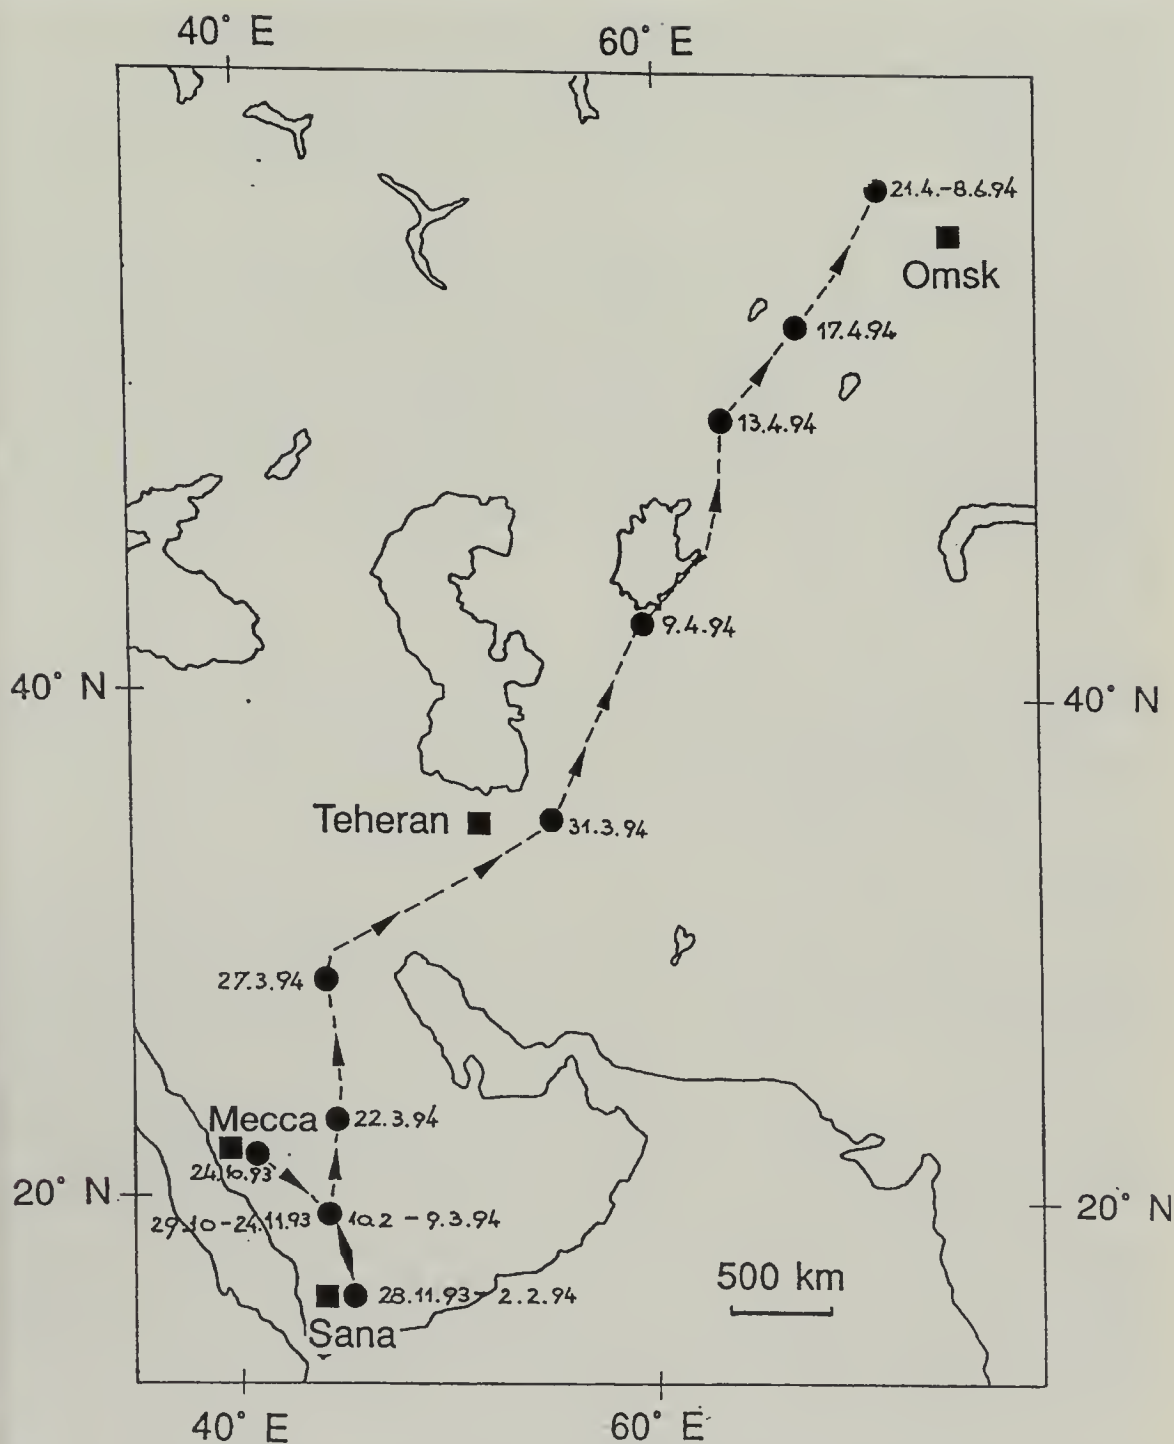 40° E
60° E
21.4.-8.6.94
Omsk
17.4.94
13.4.94
9.4.94
40° N
40° N
Teheran
31.3.94
27.3.94
Mecca
22.3.94
24.10.93
20° N
20° N
29.10-24.11.93
10.2 - 9.3.94
500 km
28.11.93 - 2.2.94
Sana
40° E
60° E